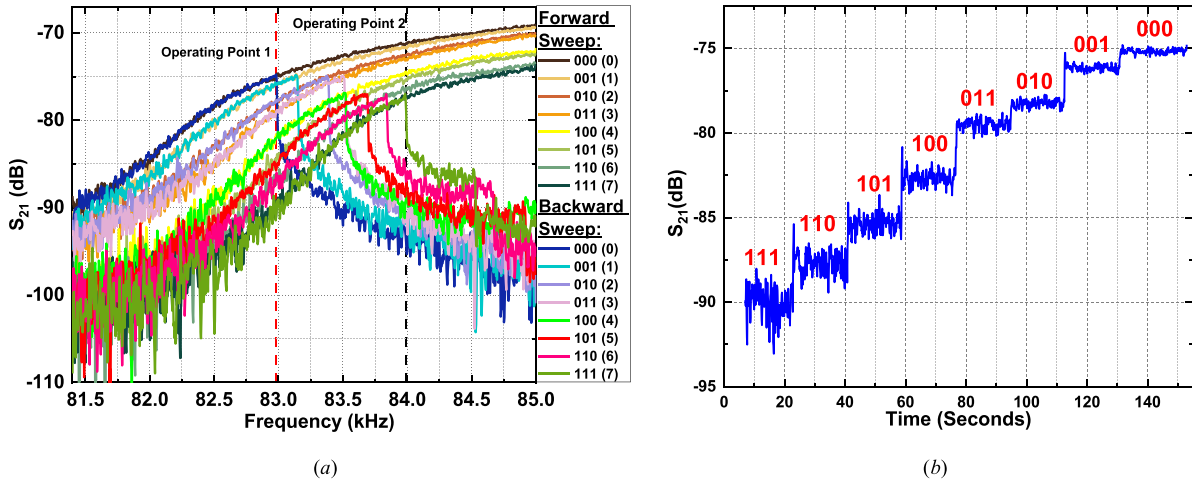 -70
-80
-90
-100
-110
S21 (dB)
81.5 82.0 82.5 83.0 83.5 84.0 84.5 85.0
Frequency (kHz)
Operating Point 1
Operating Point 2
Forward
Sweep:
000 (0)
001 (1)
010 (2)
011 (3)
100 (4)
101 (5)
110 (6)
111 (7)
Backward
Sweep:
000 (0)
001 (1)
010 (2)
011 (3)
100 (4)
101 (5)
110 (6)
111 (7)
(a)
-75
-80
-85
-90
-95
S21 (dB)
0 20 40 60 80 100 120 140
Time (Seconds)
111
110
101
100
011
010
001
000
(b)